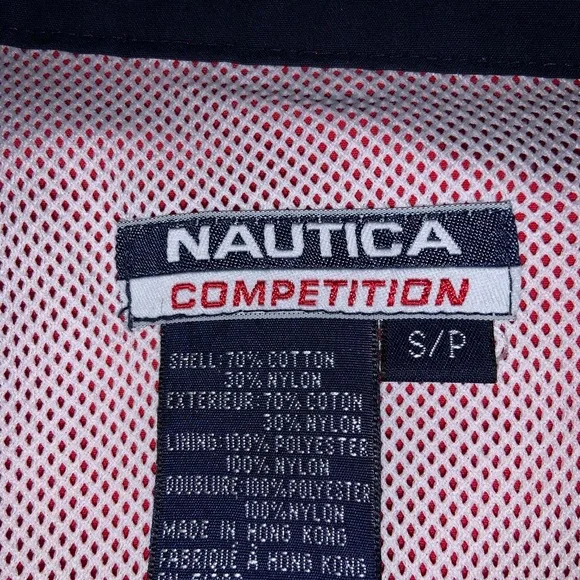 NAUTICA
COMPETITION
S/P
SHELL: 70% COTTON
30% NYLON
EXTERIEUR: 70% COTON
30% NYLON
LINING: 100% POLYESTER
100% NYLON
DOUBLURE: 100% POLYESTER
100% NYLON
MADE IN HONG KONG
FABRIQUÉ À HONG KONG